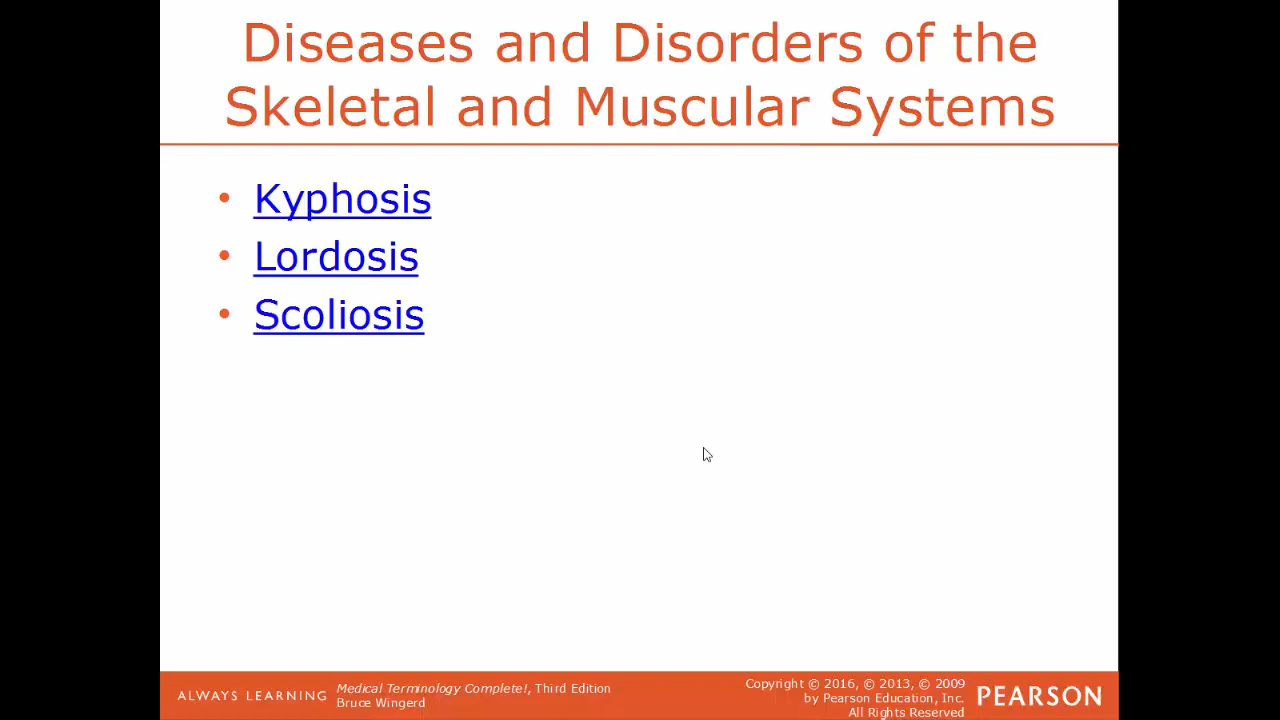 Diseases and Disorders of the
Skeletal and Muscular Systems
• Kyphosis
• Lordosis
• Scoliosis
ALWAYS LEARNING
Medical Terminology Complete!, Third Edition
Bruce Wingerd
Copyright © 2016, © 2013, © 2009
by Pearson Education, Inc.
All Rights Reserved
PEARSON